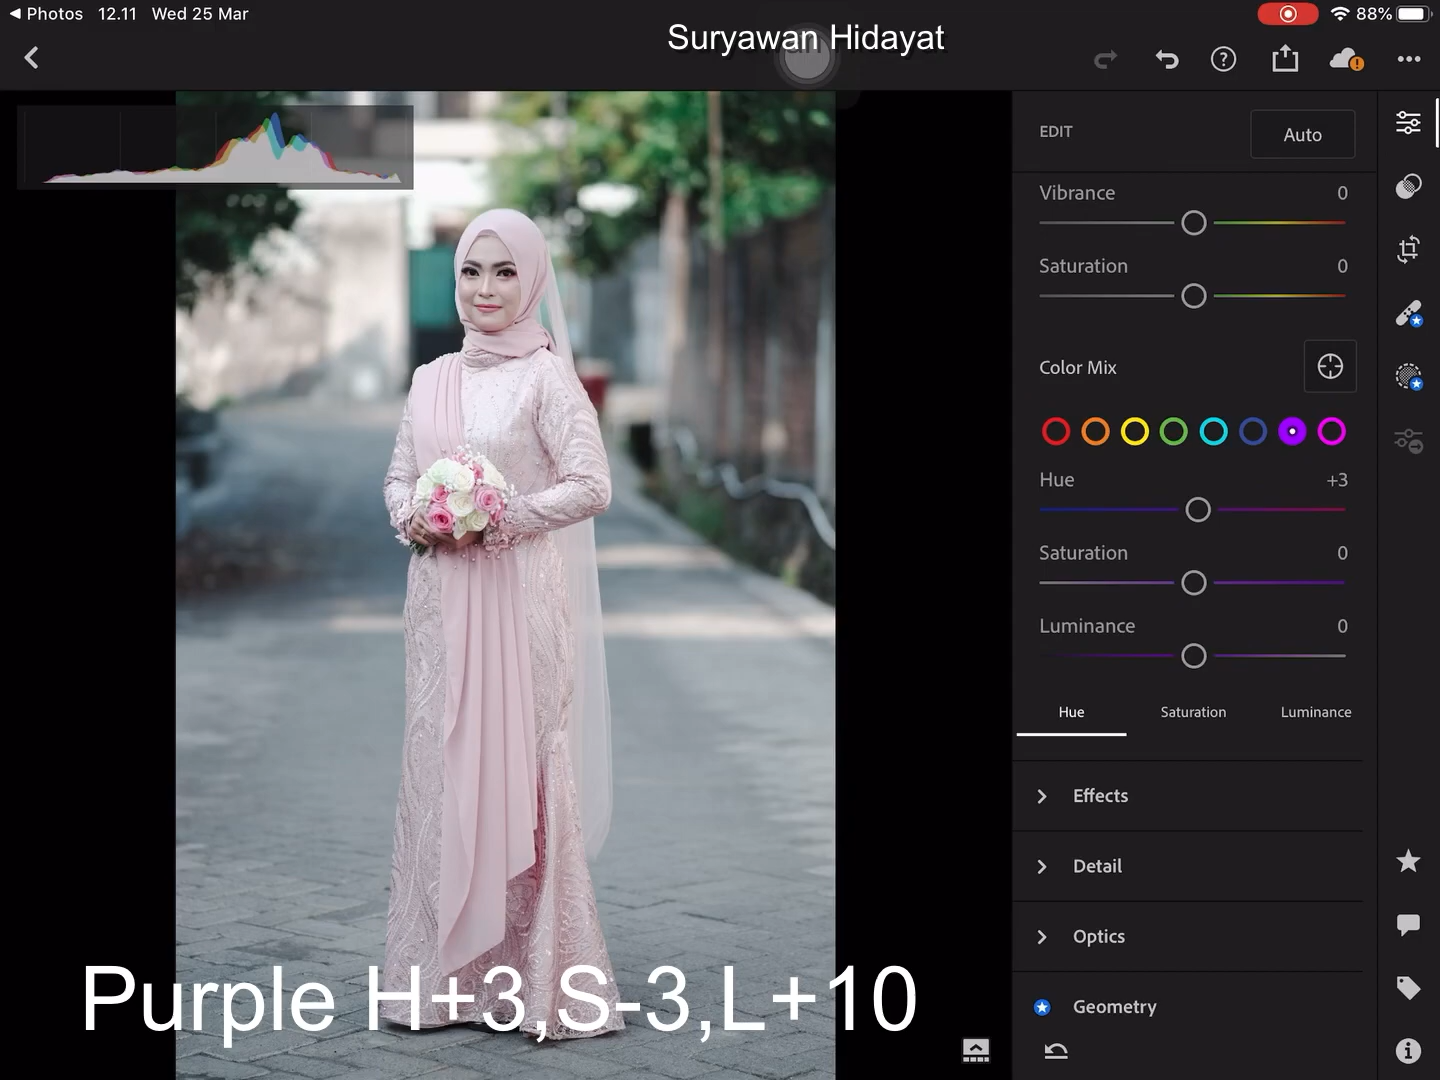 Photos 12.11 Wed 25 Mar
88%
Suryawan Hidayat
EDIT
Auto
Vibrance 0
Saturation 0
Color Mix
Hue +3
Saturation 0
Luminance 0
Hue Saturation Luminance
Effects
Detail
Optics
Geometry
Purple H+3,S-3,L+10